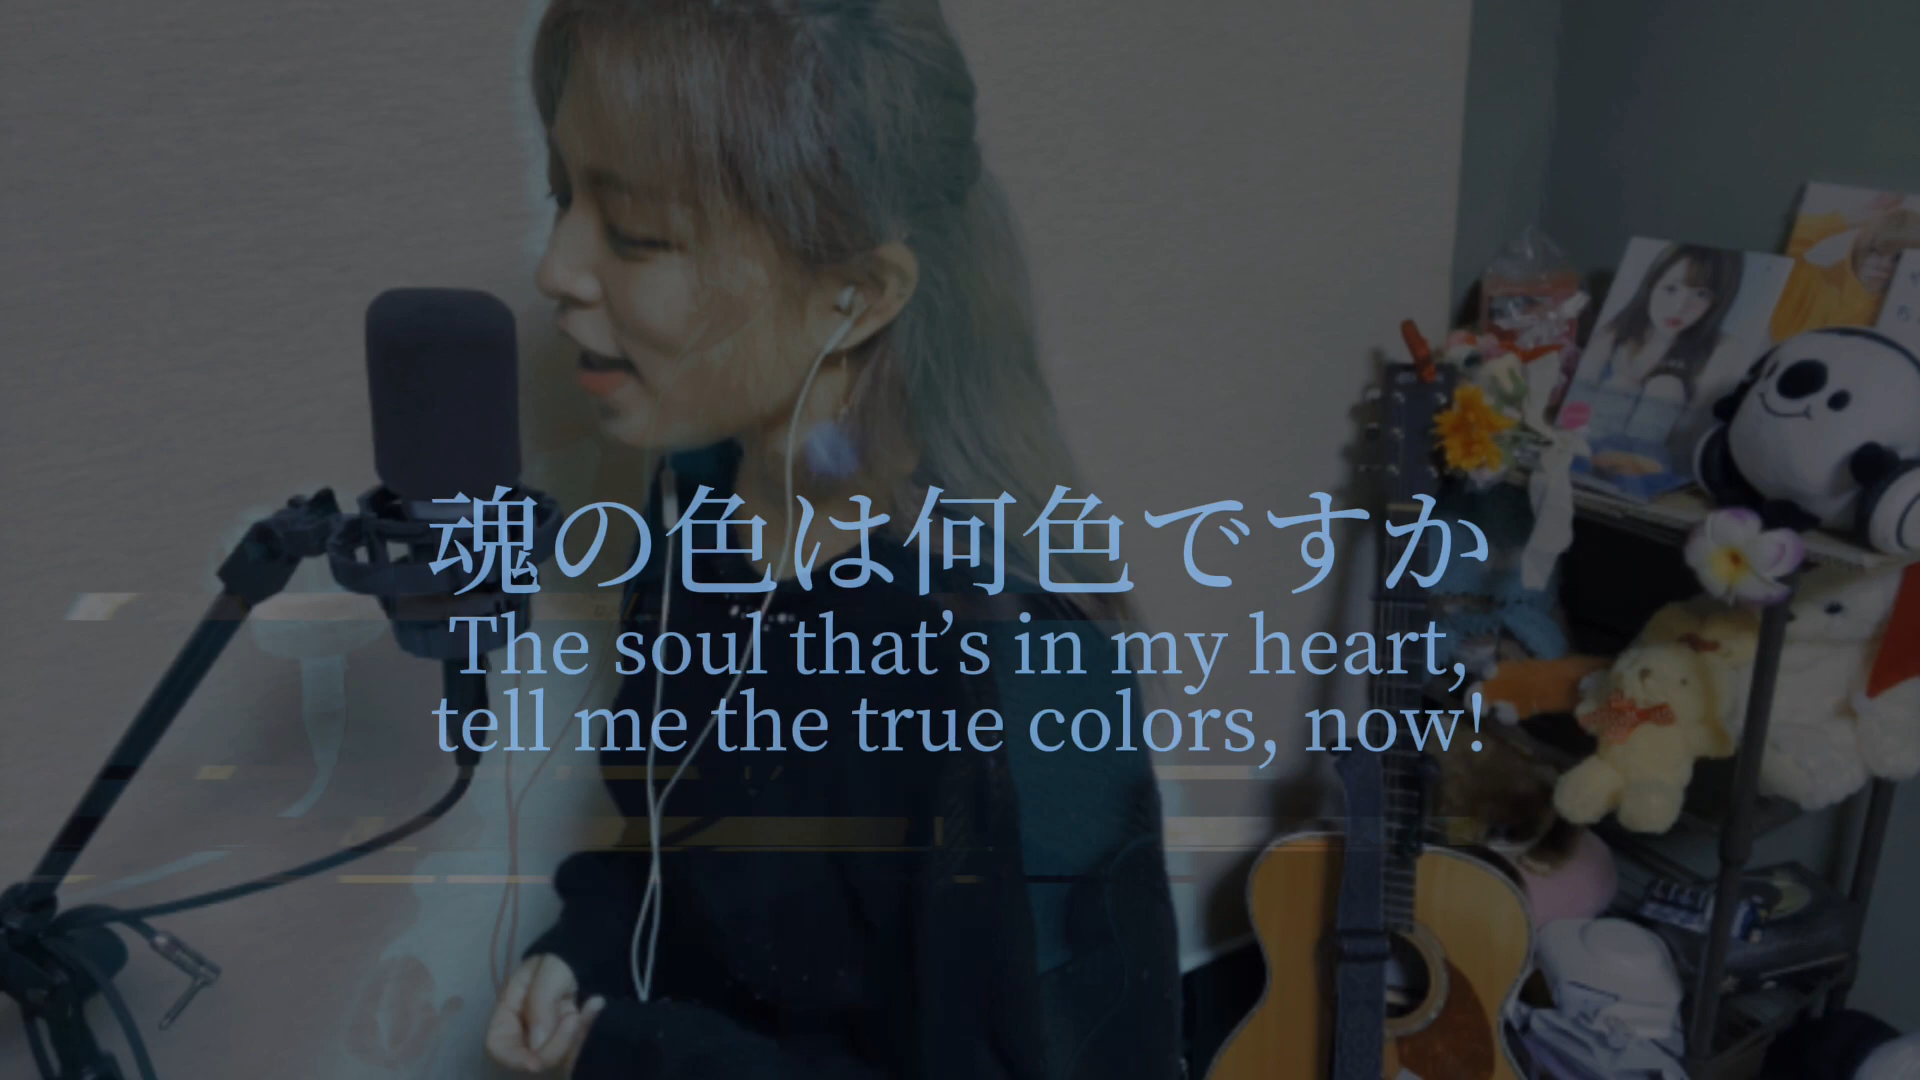 魂の色は何色ですか
The soul that's in my heart,
tell me the true colors, now!